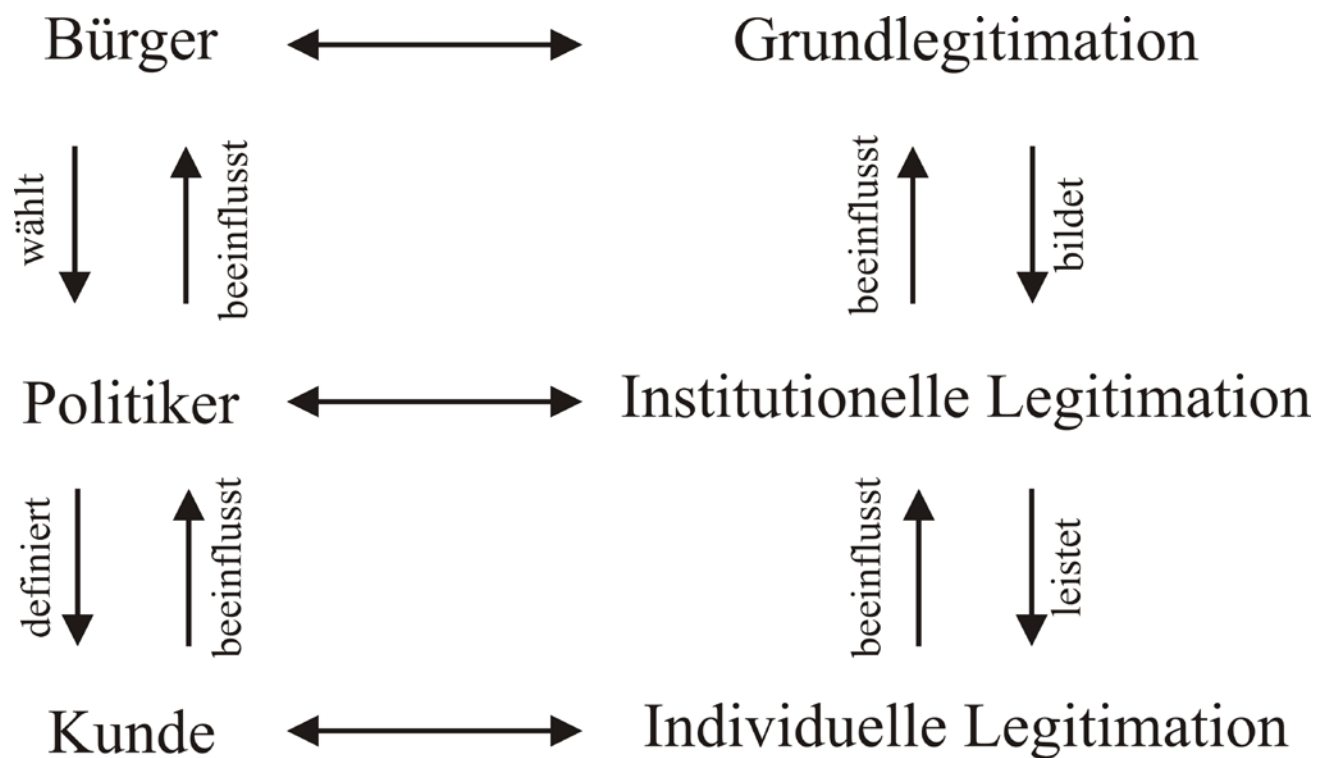 Bürger
Grundlegitimation
wählt
beeinflusst
beeinflusst
bildet
Politiker
Institutionelle Legitimation
definiert
beeinflusst
beeinflusst
leistet
Kunde
Individuelle Legitimation